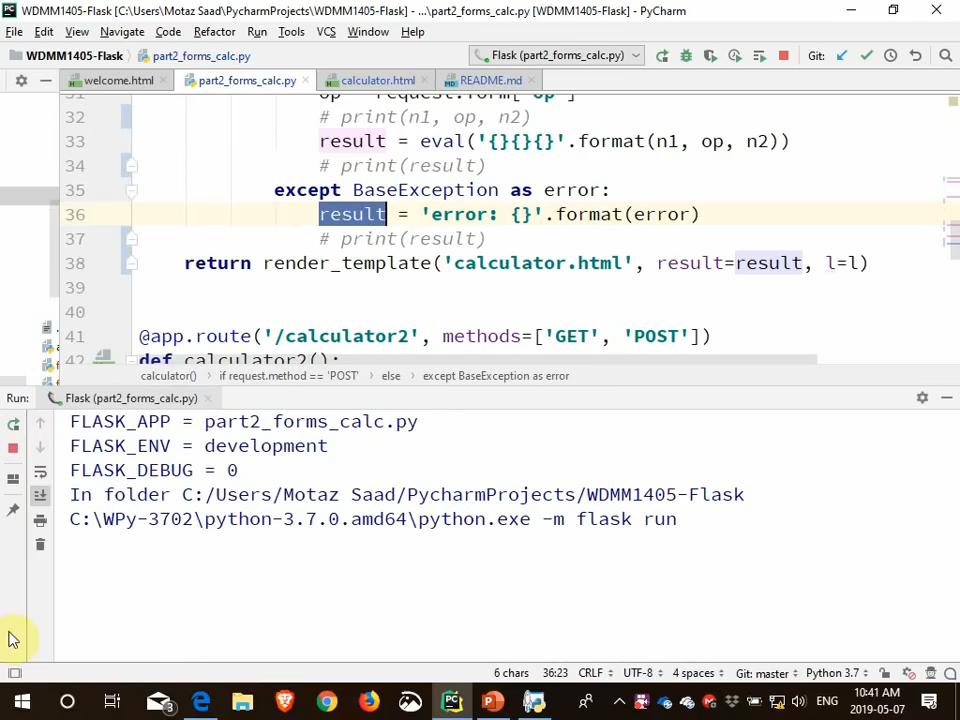 WDMM1405-Flask [C:\Users\Motaz Saad\PycharmProjects\WDMM1405-Flask] - ...\part2_forms_calc.py [WDMM1405-Flask] - PyCharm
File Edit View Navigate Code Refactor Run Tools VCS Window Help
WDMM1405-Flask part2_forms_calc.py Flask (part2_forms_calc.py) Git:
welcome.html part2_forms_calc.py calculator.html README.md
31 op = request.form['op']
32 # print(n1, op, n2)
33 result = eval('{}{}{}'.format(n1, op, n2))
34 # print(result)
35 except BaseException as error:
36 result = 'error: {}'.format(error)
37 # print(result)
38 return render_template('calculator.html', result=result, l=l)
39
40
41 @app.route('/calculator2', methods=['GET', 'POST'])
42 def calculator2():
calculator() if request.method == 'POST' else except BaseException as error
Run: Flask (part2_forms_calc.py)
FLASK_APP = part2_forms_calc.py
FLASK_ENV = development
FLASK_DEBUG = 0
In folder C:/Users/Motaz Saad/PycharmProjects/WDMM1405-Flask
C:\WPy-3702\python-3.7.0.amd64\python.exe -m flask run
6 chars 36:23 CRLF UTF-8 4 spaces Git: master Python 3.7
3 ENG 10:41 AM
2019-05-07